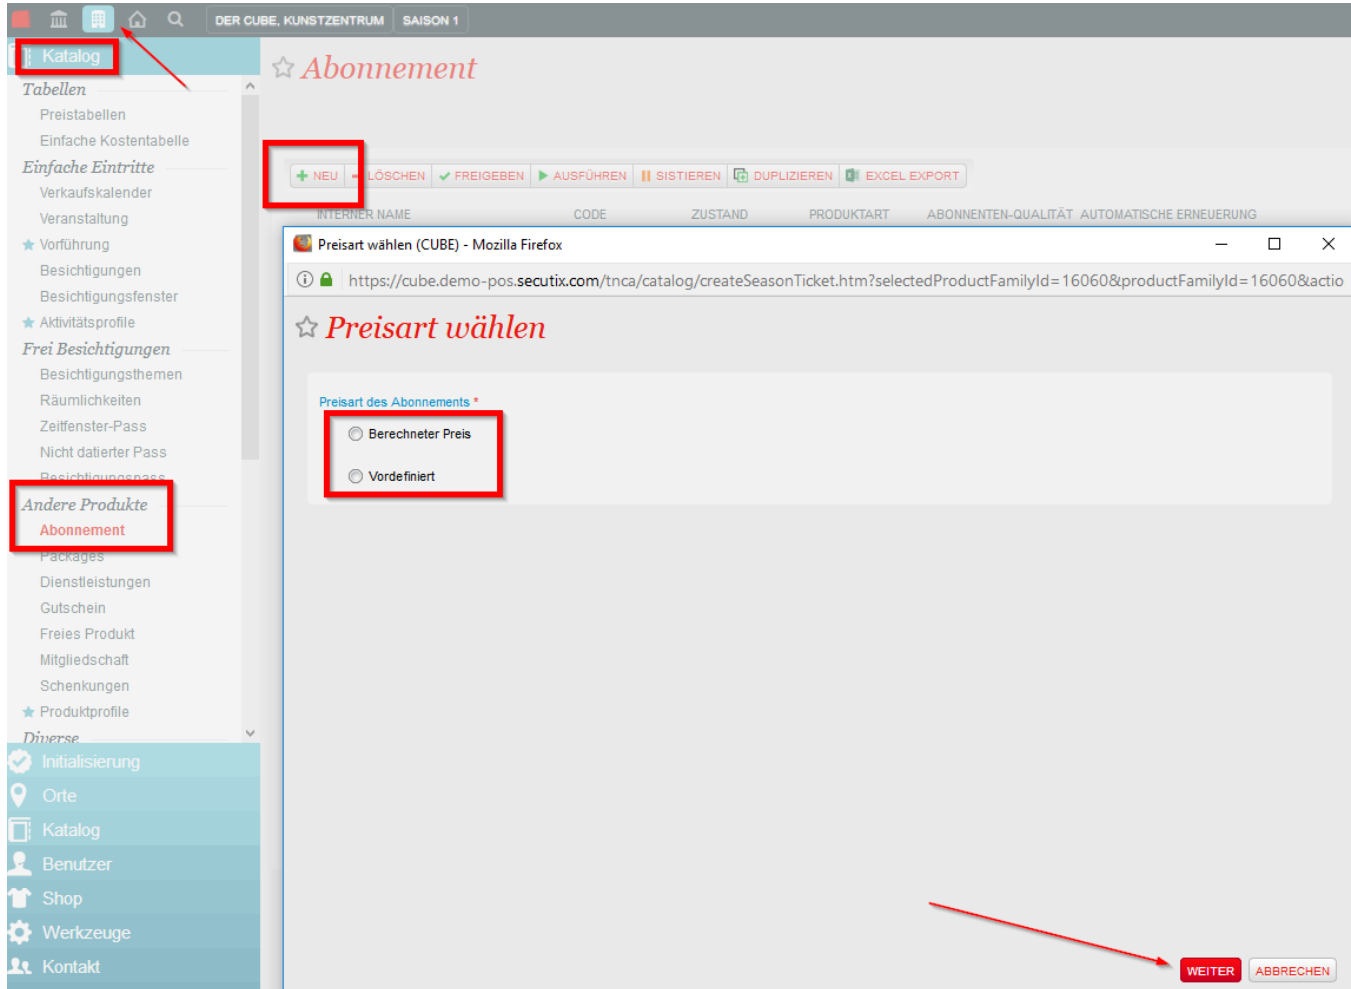 DER CUBE, KUNSTZENTRUM SAISON 1
Katalog
Tabellen
Preistabellen
Einfache Kostentabelle
Einfache Eintritte
Verkaufskalender
Veranstaltung
Vorführung
Besichtigungen
Besichtigungsfenster
Aktivitätsprofile
Frei Besichtigungen
Besichtigungsthemen
Räumlichkeiten
Zeitfenster-Pass
Nicht datierter Pass
Besichtigungspass
Andere Produkte
Abonnement
Packages
Dienstleistungen
Gutschein
Freies Produkt
Mitgliedschaft
Schenkungen
Produktprofile
Diverse
Initialisierung
Orte
Katalog
Benutzer
Shop
Werkzeuge
Kontakt
Abonnement
NEU LÖSCHEN FREIGEBEN AUSFÜHREN SISTIEREN DUPLIZIEREN EXCEL EXPORT
INTERNER NAME CODE ZUSTAND PRODUKTART ABONNENTEN-QUALITÄT AUTOMATISCHE ERNEUERUNG
Preisart wählen (CUBE) - Mozilla Firefox
https://cube.demo-pos.secutix.com/tnca/catalog/createSeasonTicket.htm?selectedProductFamilyId=16060&productFamilyId=16060&actio
Preisart wählen
Preisart des Abonnements *
Berechneter Preis
Vordefiniert
WEITER ABBRECHEN